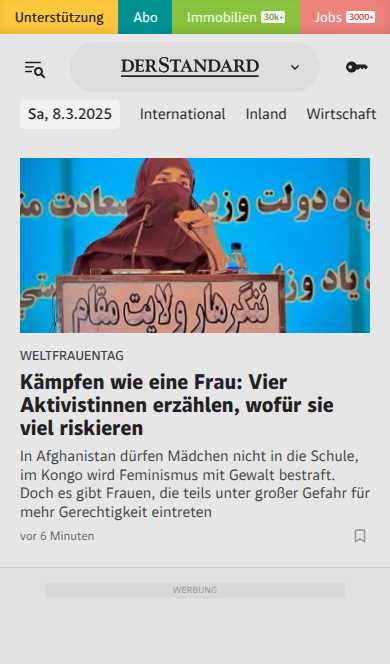 Unterstützung Abo Immobilien 30k+ Jobs 3000+
DERSTANDARD
Sa, 8.3.2025 International Inland Wirtschaft
د دولت وزیر
سعادت
ننگرهار ولایت مقام
WELTFRAUENTAG
Kämpfen wie eine Frau: Vier
Aktivistinnen erzählen, wofür sie
viel riskieren
In Afghanistan dürfen Mädchen nicht in die Schule,
im Kongo wird Feminismus mit Gewalt bestraft.
Doch es gibt Frauen, die teils unter großer Gefahr für
mehr Gerechtigkeit eintreten
vor 6 Minuten
WERBUNG